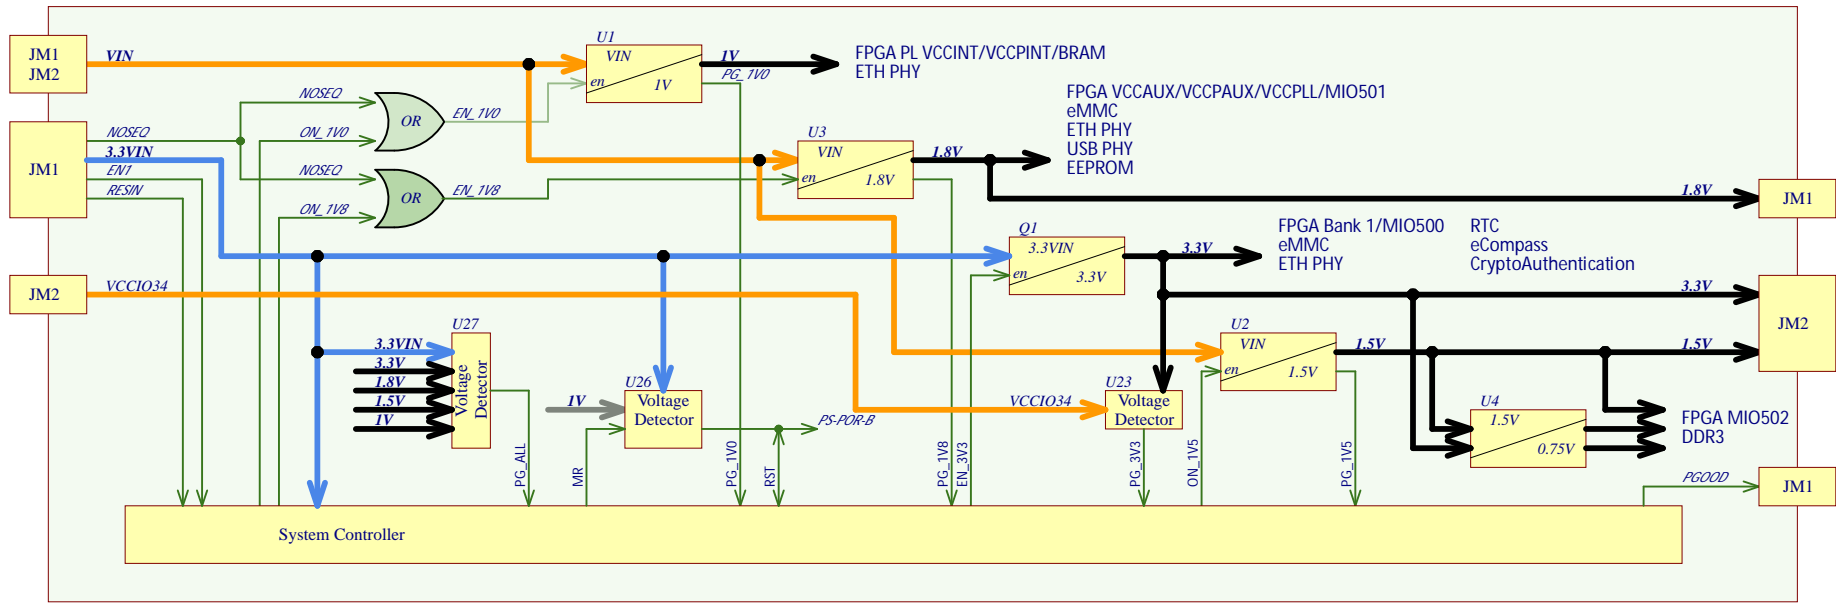 JM1
JM2
VIN
U1
VIN
en
1V
1V
PG_1V0
FPGA PL VCCINT/VCCPINT/BRAM
ETH PHY
FPGA VCCAUX/VCCPAUX/VCCPLL/MIO501
eMMC
ETH PHY
USB PHY
EEPROM
JM1
NOSEQ
3.3VIN
EN1
RESIN
NOSEQ
ON_1V0
OR
EN_1V0
NOSEQ
ON_1V8
OR
EN_1V8
U3
VIN
en
1.8V
1.8V
1.8V
JM1
Q1
3.3VIN
en
3.3V
3.3V
FPGA Bank 1/MIO500
eMMC
ETH PHY
RTC
eCompass
CryptoAuthentication
JM2
VCCIO34
3.3V
1.5V
JM2
U27
3.3VIN
3.3V
1.8V
1.5V
1V
Voltage
Detector
U26
1V
Voltage
Detector
PS-POR-B
VCCIO34
U23
Voltage
Detector
U2
VIN
en
1.5V
1.5V
U4
1.5V
0.75V
FPGA MIO502
DDR3
PG_ALL
MR
PG_1V0
RST
PG_1V8
EN_3V3
PG_3V3
ON_1V5
PG_1V5
PGOOD
JM1
System Controller